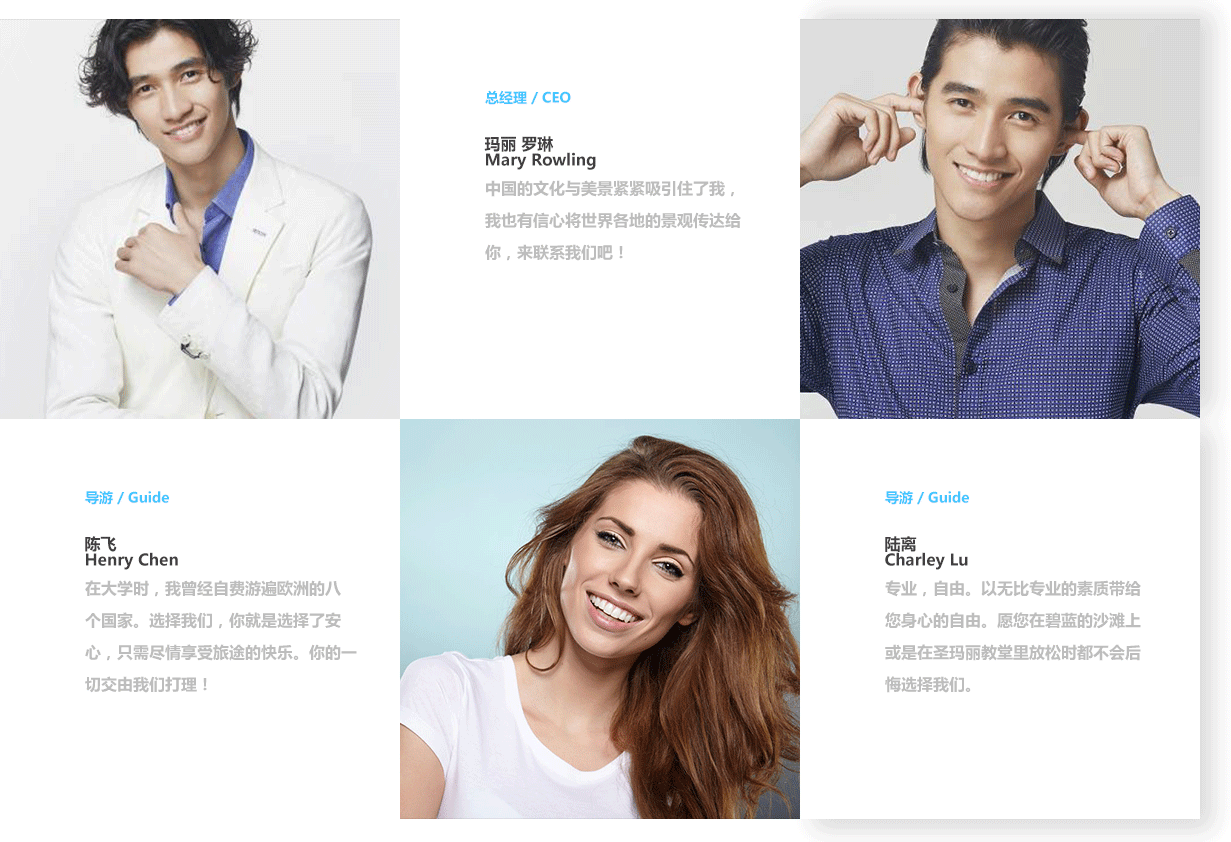 总经理 / CEO
玛丽 罗琳
Mary Rowling
中国的文化与美景紧紧吸引住了我，
我也有信心将世界各地的景观传达给
你，来联系我们吧！
导游 / Guide
陈飞
Henry Chen
在大学时，我曾经自费游遍欧洲的八
个国家。选择我们，你就是选择了安
心，只需尽情享受旅途的快乐。你的一
切交由我们打理！
导游 / Guide
陆离
Charley Lu
专业，自由。以无比专业的素质带给
您身心的自由。愿您在碧蓝的沙滩上
或是在圣玛丽教堂里放松时都不会后
悔选择我们。